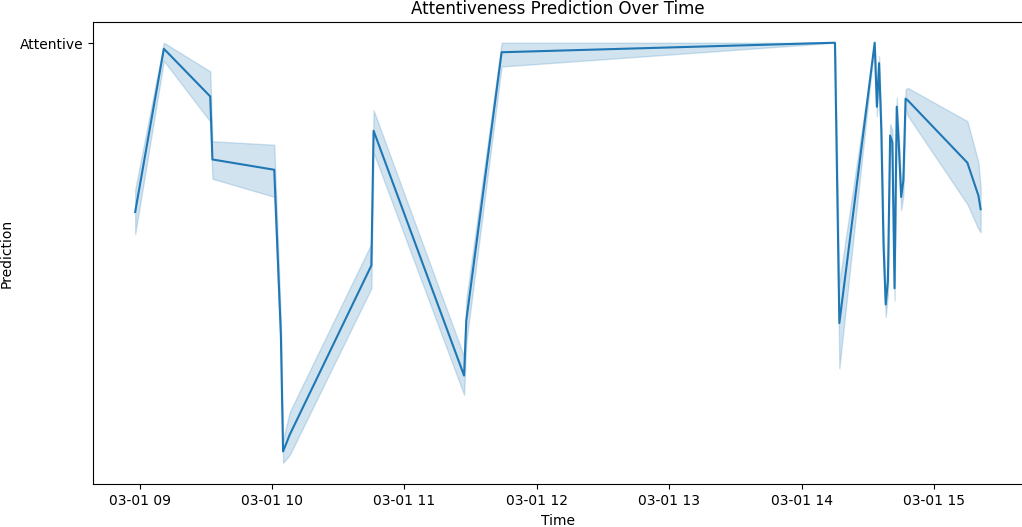 Attentiveness Prediction Over Time
Attentive
Prediction
03-01 09 03-01 10 03-01 11 03-01 12 03-01 13 03-01 14 03-01 15
Time